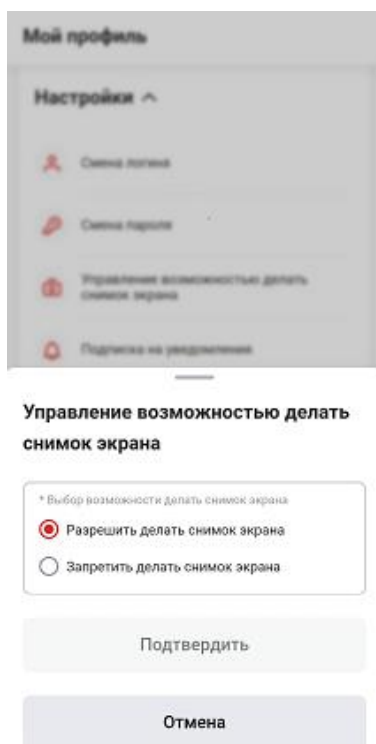 Мой профиль
Настройки
Смена логина
Смена пароля
Управление возможностью делать
снимок экрана
Подписка на уведомления
Управление возможностью делать
снимок экрана
* Выбор возможности делать снимок экрана
Разрешить делать снимок экрана
Запретить делать снимок экрана
Подтвердить
Отмена